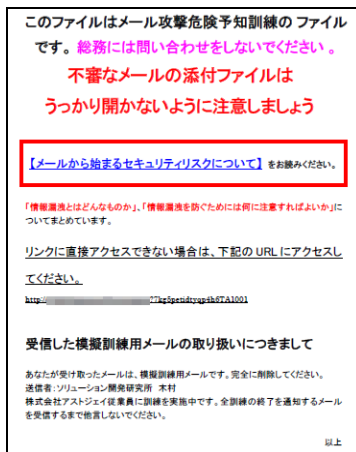 このファイルはメール攻撃危険予知訓練の ファイル
です。総務には問い合わせをしないでください 。
不審なメールの添付ファイルは
うっかり開かないように注意しましょう
【メールから始まるセキュリティリスクについて】 をお読みください。
「情報漏洩とはどんなものか」、「情報漏洩を防ぐためには何に注意すればよいか」に
ついてまとめています。
リンクに直接アクセスできない場合は、下記の URL にアクセスし
てください。
http:/
受信した模擬訓練用メールの取り扱いにつきまして
あなたが受け取ったメールは、模擬訓練用メールです。完全に削除してください。
送信者:ソリューション開発研究所 木村
株式会社アストジェイ従業員に訓練を実施中です。全訓練の終了を通知するメール
を受信するまで他言しないでください。
以上